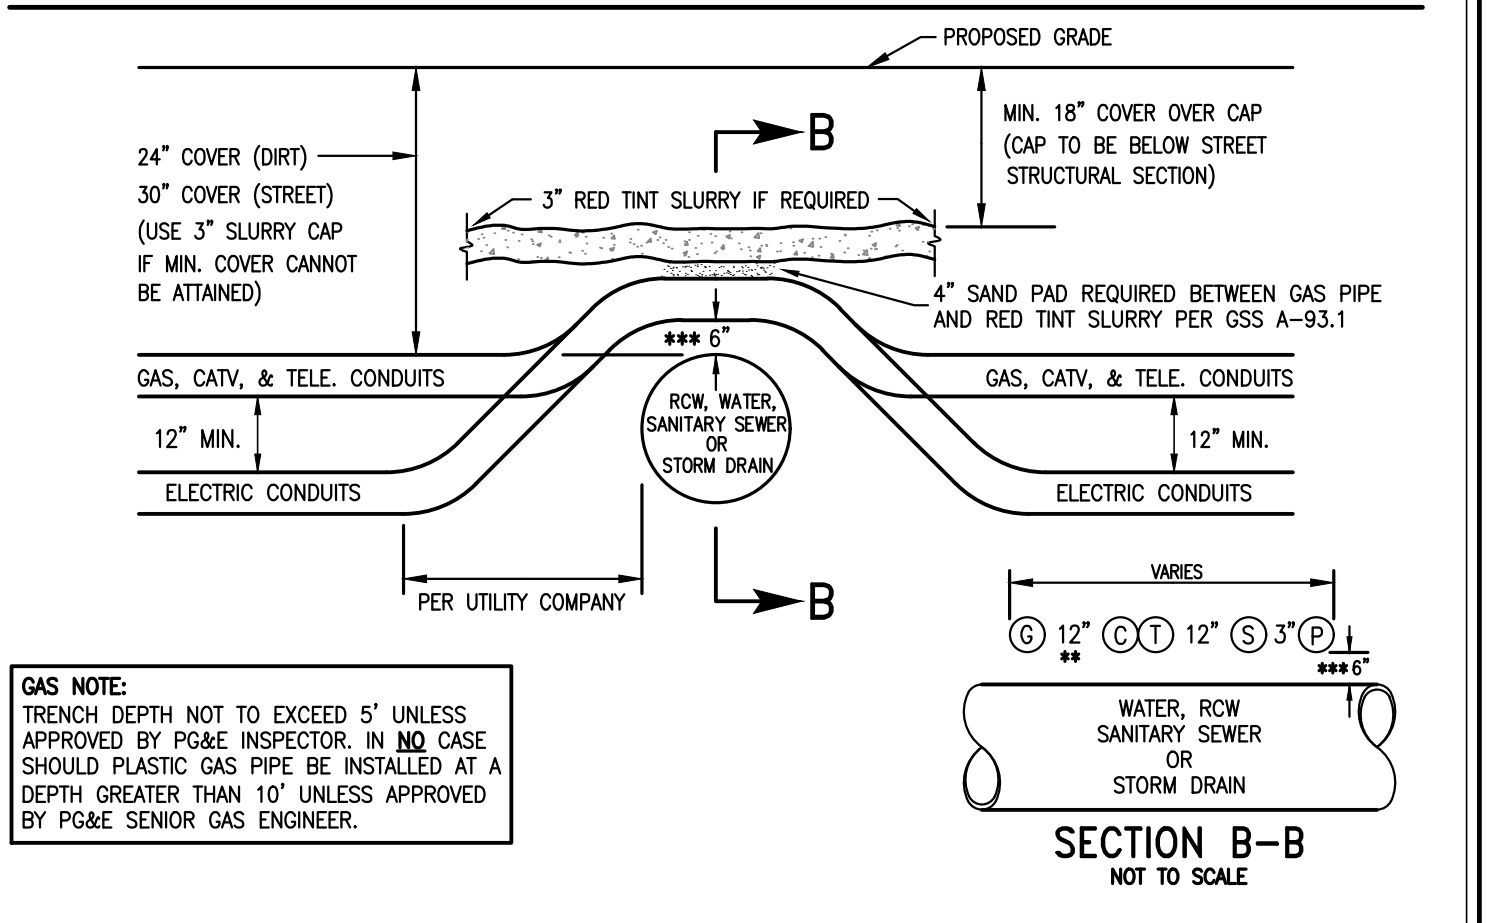 PROPOSED GRADE
MIN. 18” COVER OVER CAP
(CAP TO BE BELOW STREET
STRUCTURAL SECTION)
B
24” COVER (DIRT)
30” COVER (STREET)
(USE 3” SLURRY CAP
IF MIN. COVER CANNOT
BE ATTAINED)
3” RED TINT SLURRY IF REQUIRED
4” SAND PAD REQUIRED BETWEEN GAS PIPE
AND RED TINT SLURRY PER GSS A-93.1
*** 6”
GAS, CATV, & TELE. CONDUITS
GAS, CATV, & TELE. CONDUITS
RCW, WATER,
SANITARY SEWER
OR
STORM DRAIN
12” MIN.
12” MIN.
ELECTRIC CONDUITS
ELECTRIC CONDUITS
PER UTILITY COMPANY
B
VARIES
G 12” C T 12” S 3” P
**
*** 6”
WATER, RCW
SANITARY SEWER
OR
STORM DRAIN
SECTION B-B
NOT TO SCALE
GAS NOTE:
TRENCH DEPTH NOT TO EXCEED 5’ UNLESS
APPROVED BY PG&E INSPECTOR. IN NO CASE
SHOULD PLASTIC GAS PIPE BE INSTALLED AT A
DEPTH GREATER THAN 10’ UNLESS APPROVED
BY PG&E SENIOR GAS ENGINEER.